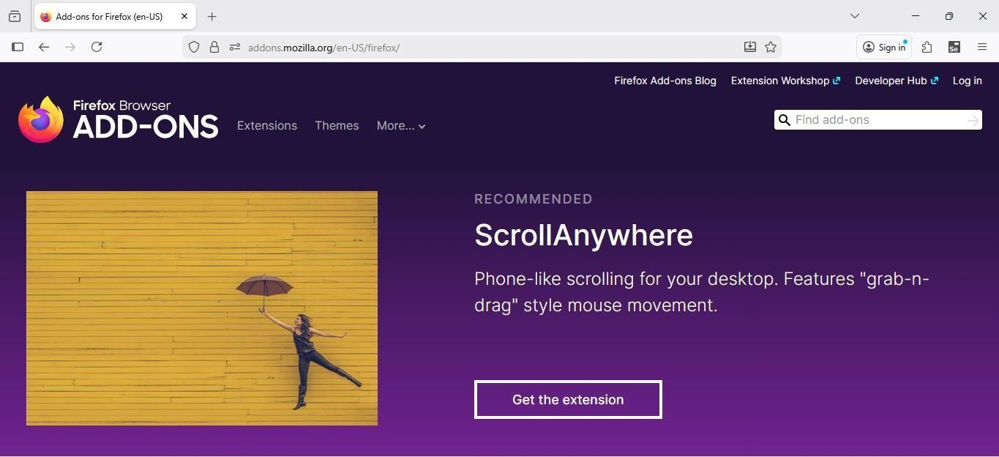 Add-ons for Firefox (en-US)
addons.mozilla.org/en-US/firefox/
Sign in
Se
Firefox Add-ons Blog
Extension Workshop
Developer Hub
Log in
Firefox Browser
ADD-ONS
Extensions
Themes
More...
Find add-ons
RECOMMENDED
ScrollAnywhere
Phone-like scrolling for your desktop. Features "grab-n-
drag" style mouse movement.
Get the extension